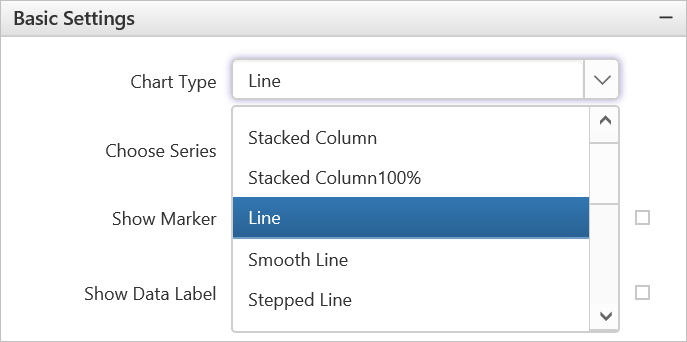 Basic Settings
Chart Type
Line
Choose Series
Stacked Column
Stacked Column100%
Show Marker
Line
Smooth Line
Show Data Label
Stepped Line